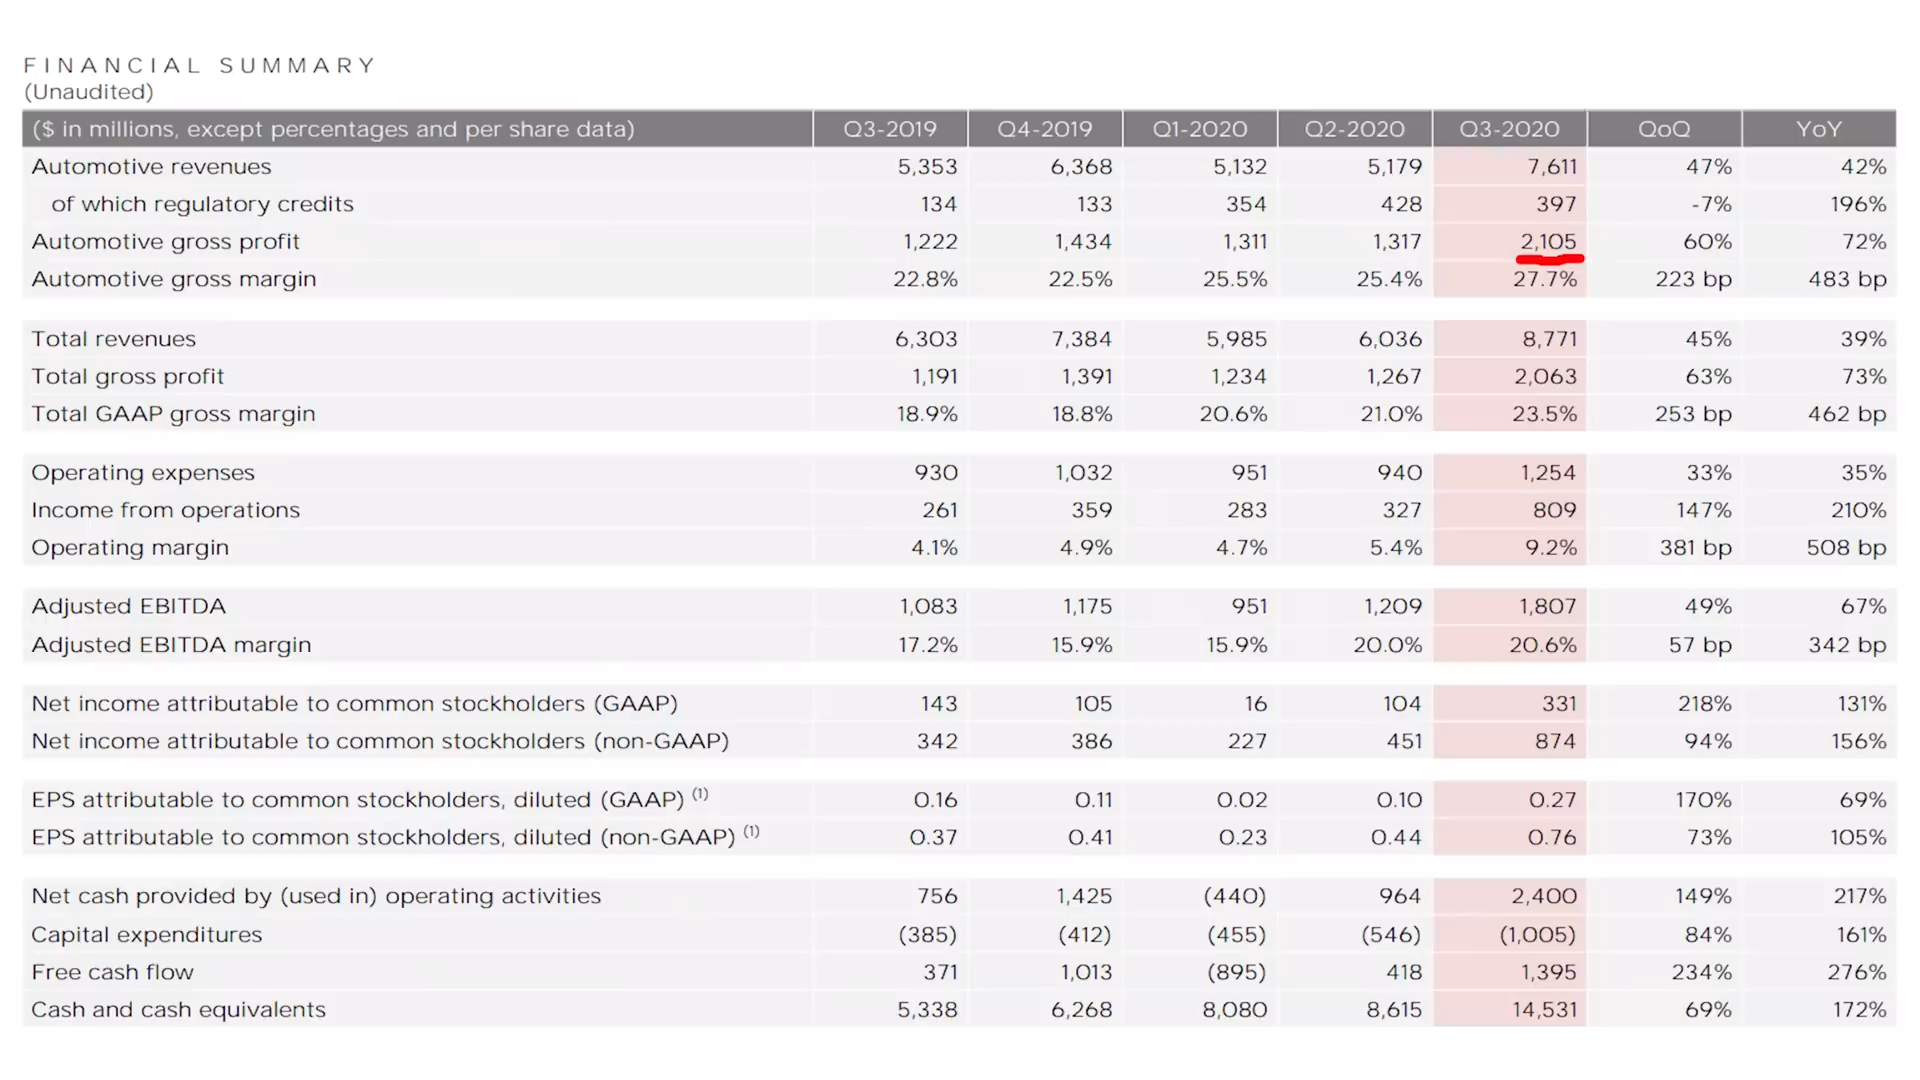 FINANCIAL SUMMARY
(Unaudited)
($ in millions, except percentages and per share data) Q3-2019 Q4-2019 Q1-2020 Q2-2020 Q3-2020 QoQ YoY
Automotive revenues 5,353 6,368 5,132 5,179 7,611 47% 42%
of which regulatory credits 134 133 354 428 397 -7% 196%
Automotive gross profit 1,222 1,434 1,311 1,317 2,105 60% 72%
Automotive gross margin 22.8% 22.5% 25.5% 25.4% 27.7% 223 bp 483 bp
Total revenues 6,303 7,384 5,985 6,036 8,771 45% 39%
Total gross profit 1,191 1,391 1,234 1,267 2,063 63% 73%
Total GAAP gross margin 18.9% 18.8% 20.6% 21.0% 23.5% 253 bp 462 bp
Operating expenses 930 1,032 951 940 1,254 33% 35%
Income from operations 261 359 283 327 809 147% 210%
Operating margin 4.1% 4.9% 4.7% 5.4% 9.2% 381 bp 508 bp
Adjusted EBITDA 1,083 1,175 951 1,209 1,807 49% 67%
Adjusted EBITDA margin 17.2% 15.9% 15.9% 20.0% 20.6% 57 bp 342 bp
Net income attributable to common stockholders (GAAP) 143 105 16 104 331 218% 131%
Net income attributable to common stockholders (non-GAAP) 342 386 227 451 874 94% 156%
EPS attributable to common stockholders, diluted (GAAP) (1) 0.16 0.11 0.02 0.10 0.27 170% 69%
EPS attributable to common stockholders, diluted (non-GAAP) (1) 0.37 0.41 0.23 0.44 0.76 73% 105%
Net cash provided by (used in) operating activities 756 1,425 (440) 964 2,400 149% 217%
Capital expenditures (385) (412) (455) (546) (1,005) 84% 161%
Free cash flow 371 1,013 (895) 418 1,395 234% 276%
Cash and cash equivalents 5,338 6,268 8,080 8,615 14,531 69% 172%